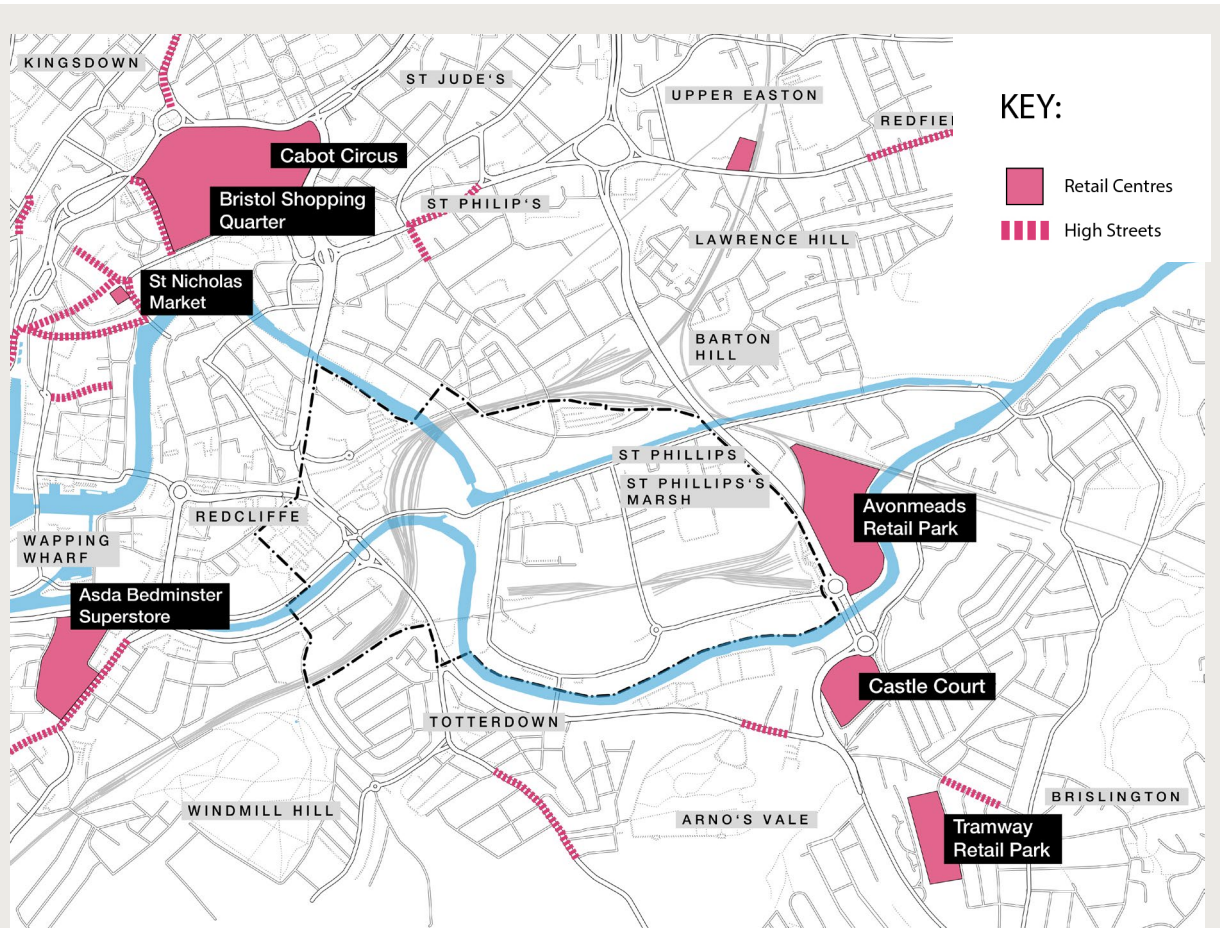 KINGSDOWN
ST JUDE'S
UPPER EASTON
REDFIEL
KEY:
Cabot Circus
Retail Centres
Bristol Shopping
Quarter
ST PHILIP'S
High Streets
LAWRENCE HILL
St Nicholas
Market
BARTON
HILL
ST PHILLIPS
ST PHILLIPS'S
MARSH
Avonmeads
Retail Park
REDCLIFFE
WAPPING
WHARF
Asda Bedminster
Superstore
Castle Court
TOTTERDOWN
BRISLINGTON
WINDMILL HILL
ARNO'S VALE
Tramway
Retail Park